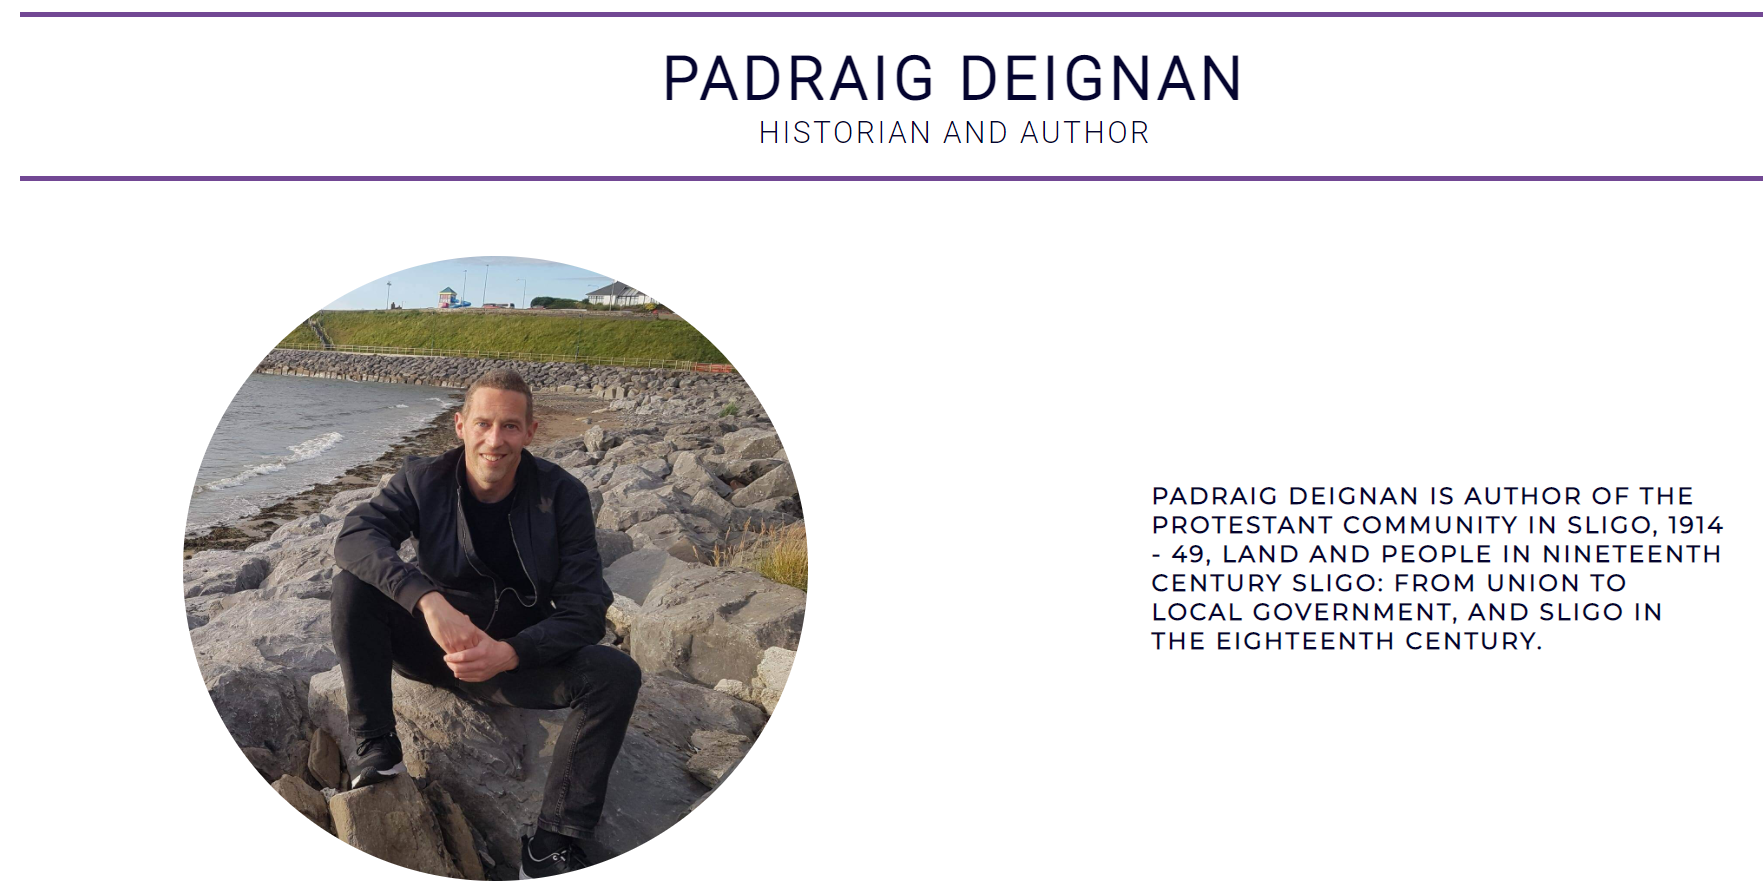 PADRAIG DEIGNAN
HISTORIAN AND AUTHOR
PADRAIG DEIGNAN IS AUTHOR OF THE
PROTESTANT COMMUNITY IN SLIGO, 1914
- 49, LAND AND PEOPLE IN NINETEENTH
CENTURY SLIGO: FROM UNION TO
LOCAL GOVERNMENT, AND SLIGO IN
THE EIGHTEENTH CENTURY.